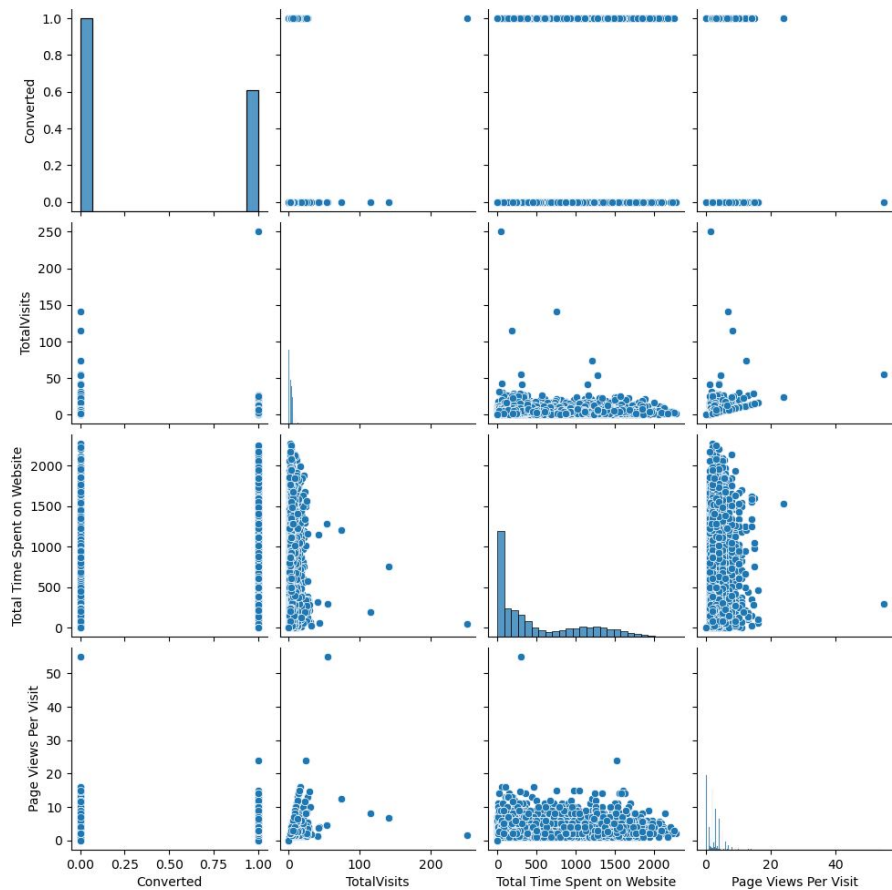 1.0
0.8
0.6
0.4
0.2
0.0
Converted
250
200
150
100
50
0
TotalVisits
2000
1500
1000
500
0
Total Time Spent on Website
50
40
30
20
10
0
Page Views Per Visit
0.00 0.25 0.50 0.75 1.00
Converted
0 200
TotalVisits
0 500 1000 1500 2000
Total Time Spent on Website
0 20 40
Page Views Per Visit